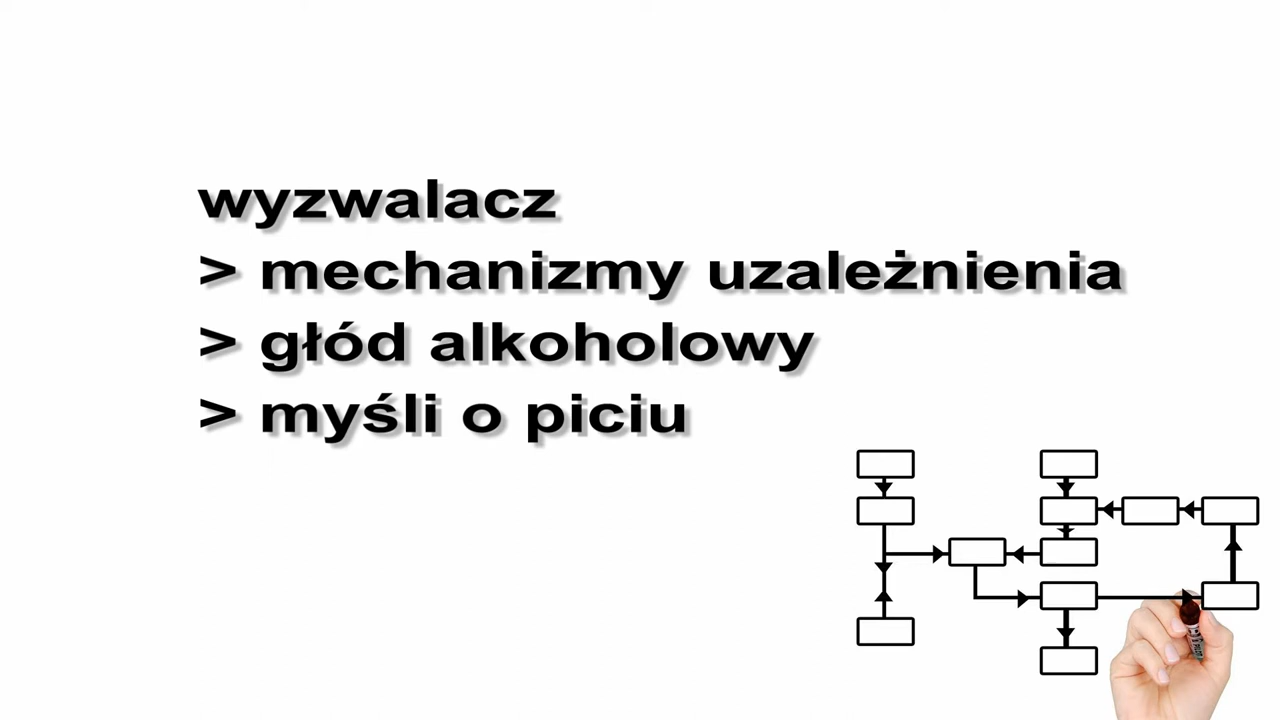 wyzwalacz
> mechanizmy uzależnienia
> głód alkoholowy
> myśli o piciu